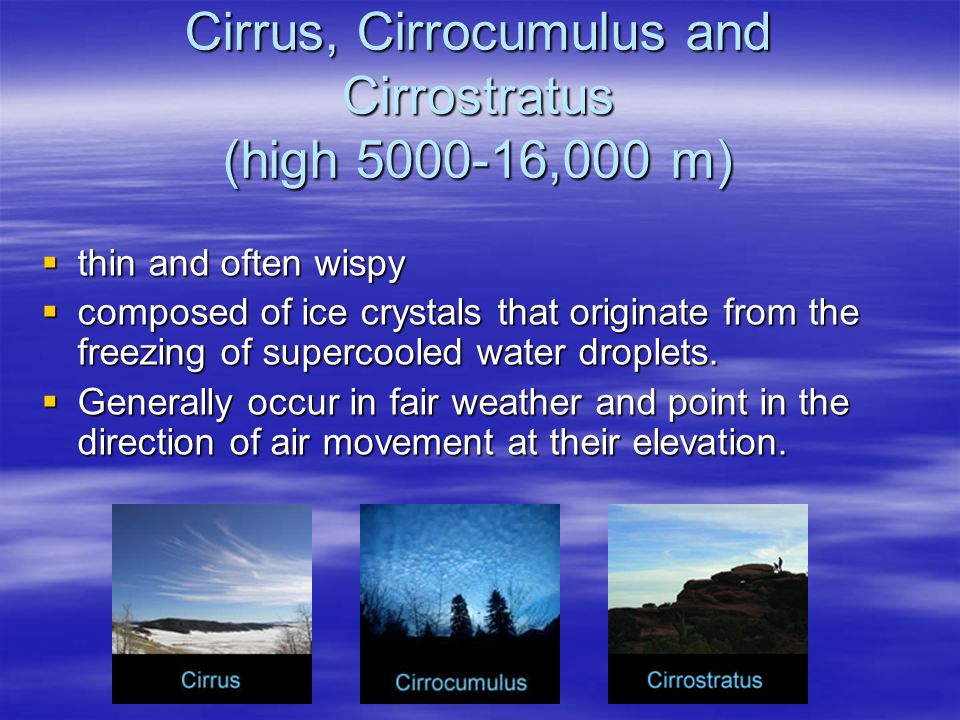 Cirrus, Cirrocumulus and
Cirrostratus
(high 5000-16,000 m)
thin and often wispy
composed of ice crystals that originate from the
freezing of supercooled water droplets.
Generally occur in fair weather and point in the
direction of air movement at their elevation.
Cirrus
Cirrocumulus
Cirrostratus